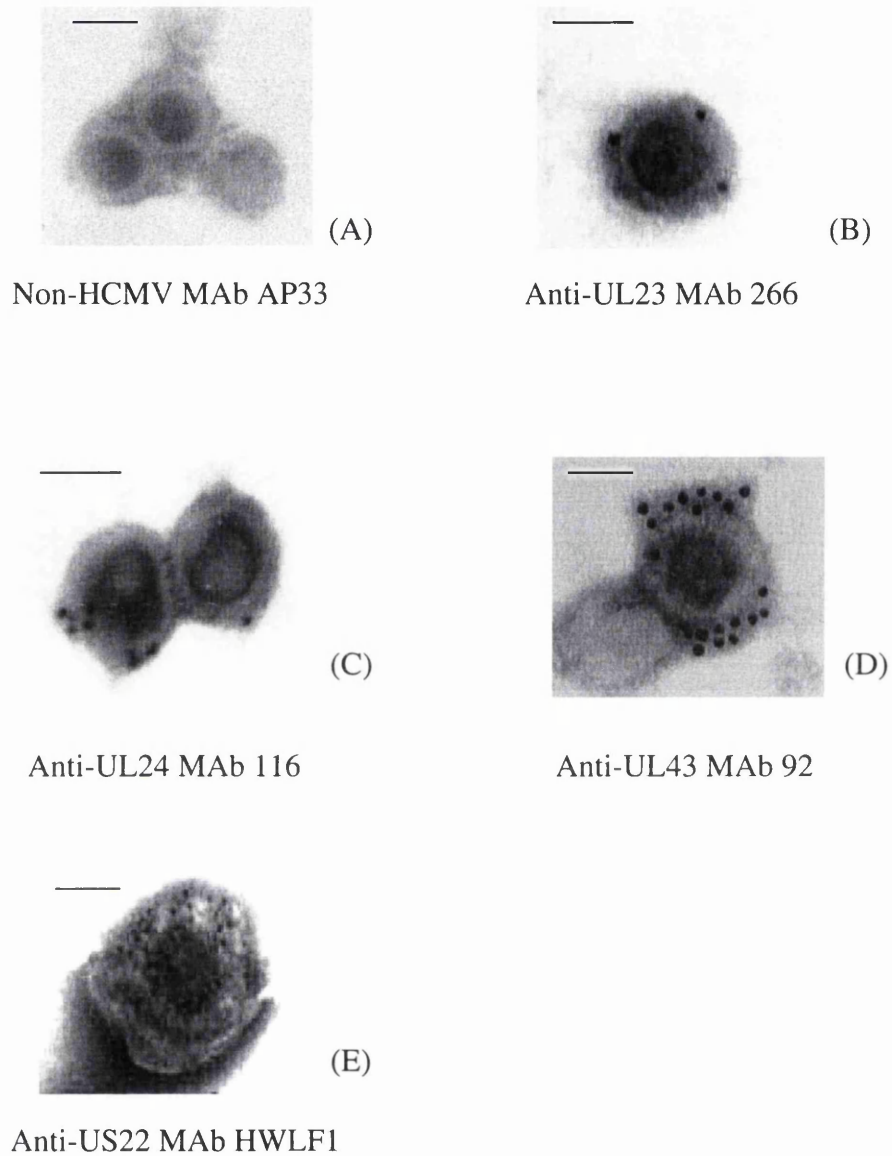 (A)
(B)
Non-HCMV MAb AP33
Anti-UL23 MAb 266
(C)
(D)
Anti-UL24 MAb 116
Anti-UL43 MAb 92
(E)
Anti-US22 MAb HWLF1